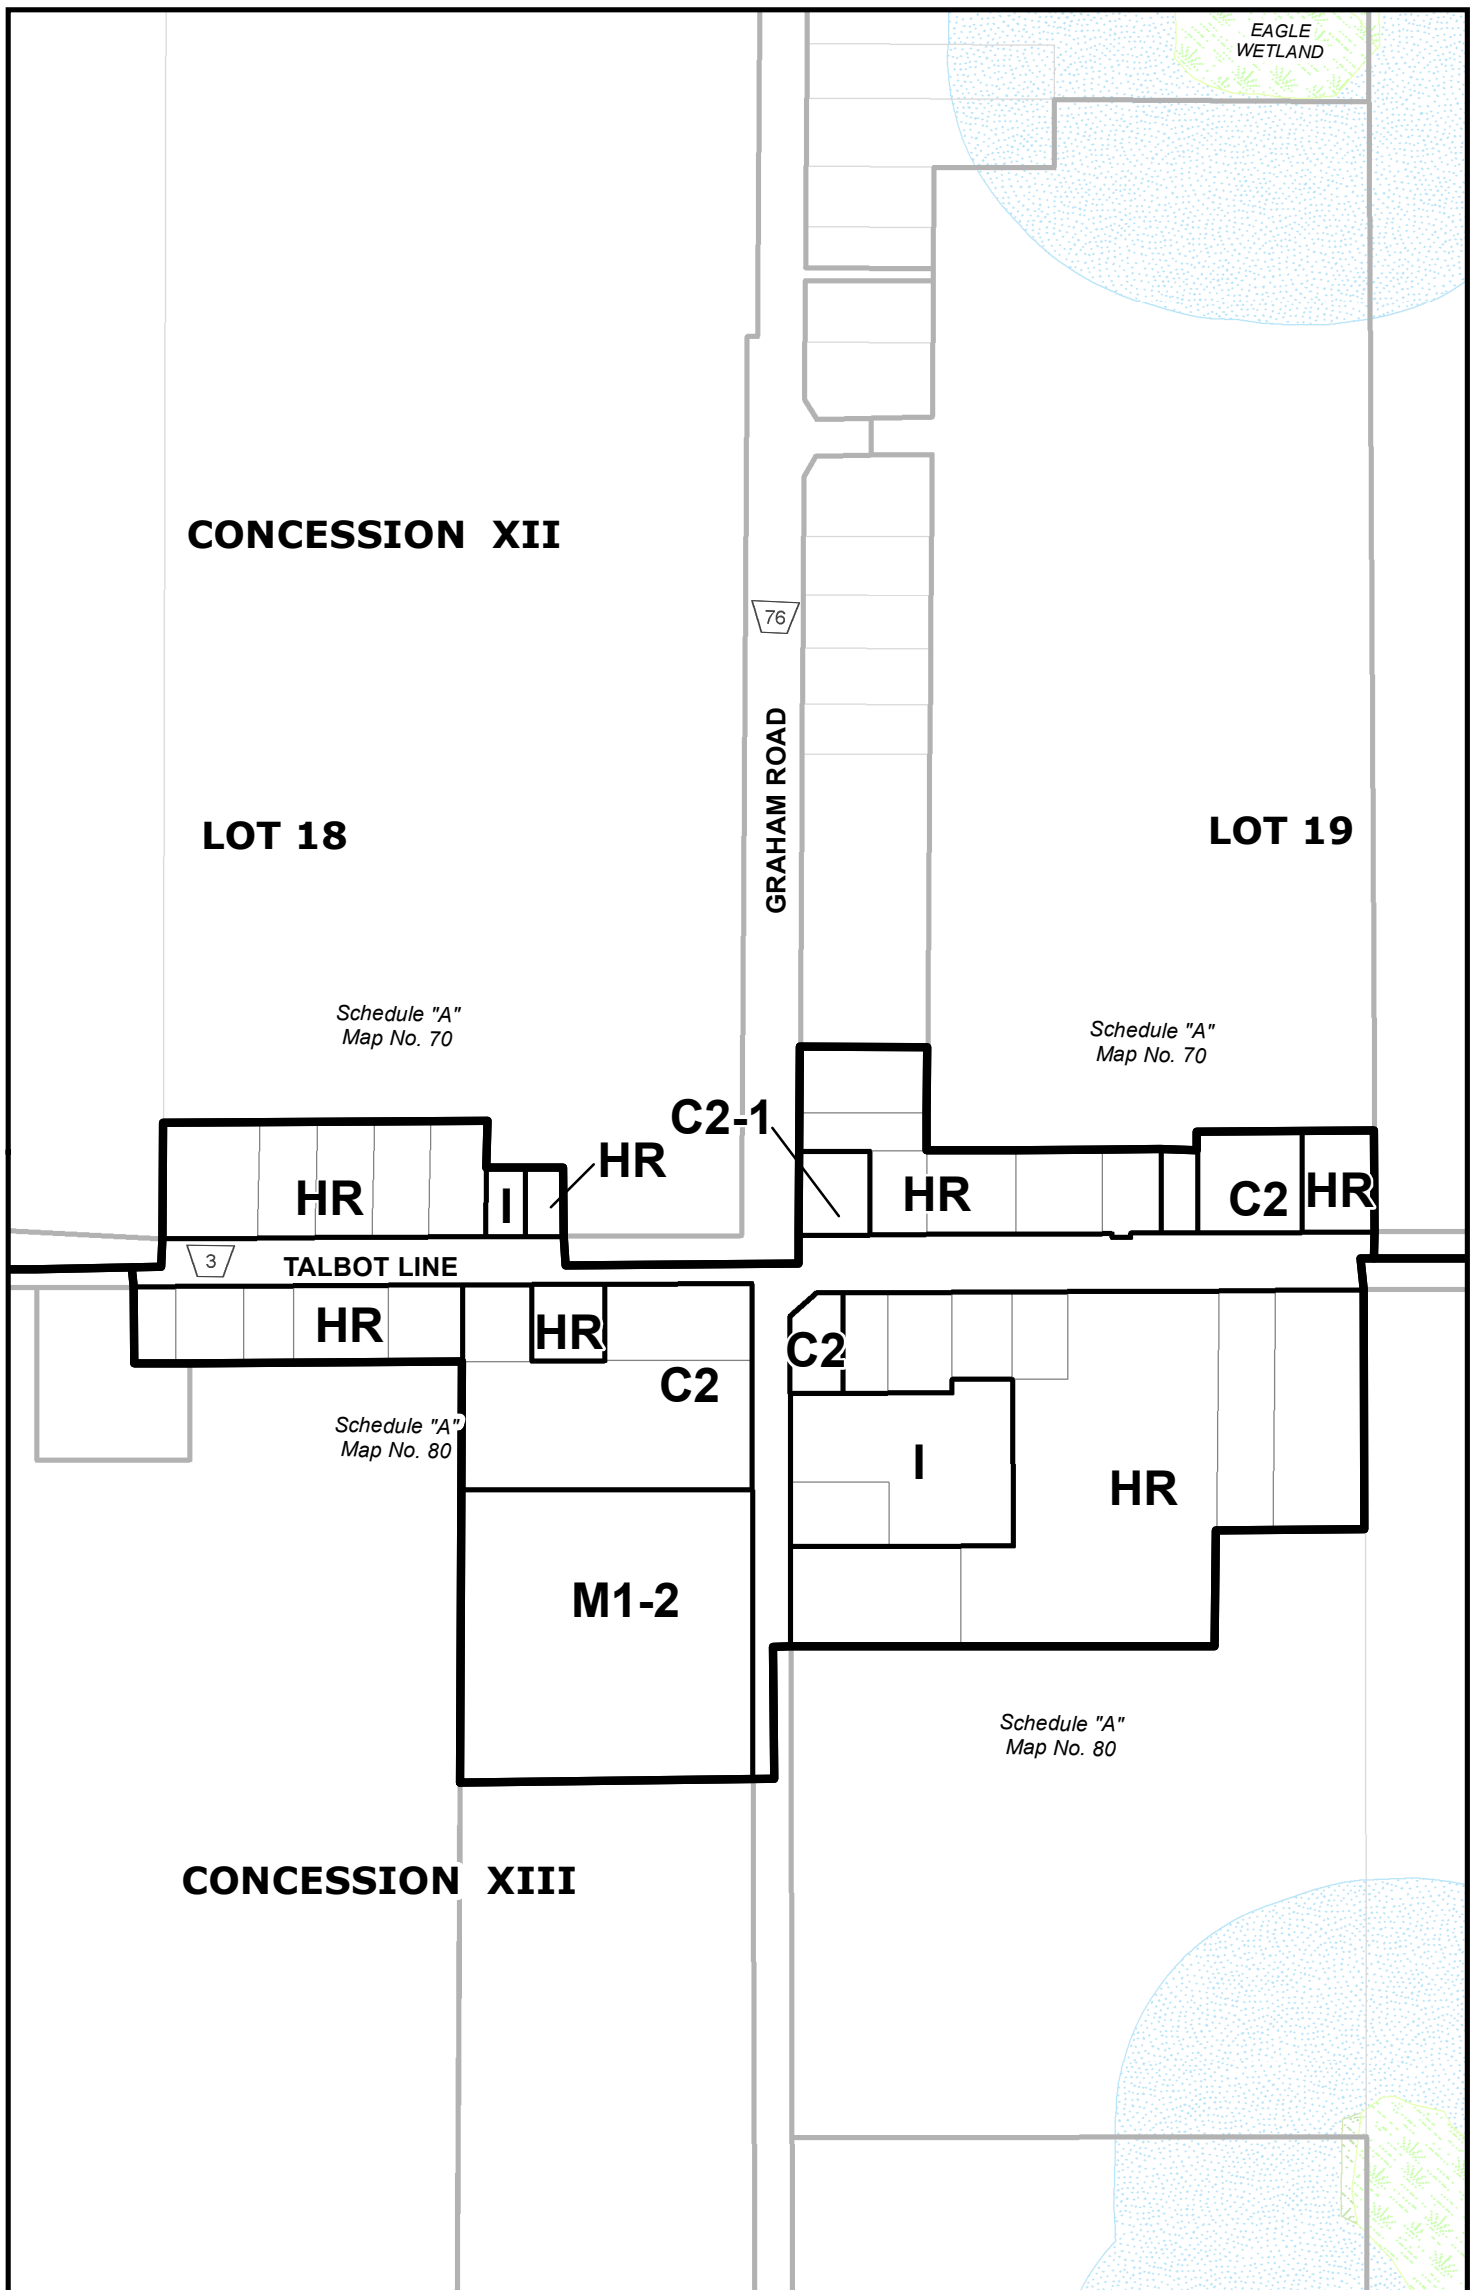 EAGLE
WETLAND
CONCESSION XII
76
GRAHAM ROAD
LOT 18
LOT 19
Schedule "A"
Map No. 70
Schedule "A"
Map No. 70
C2-1
HR
HR
I
HR
C2
HR
3
TALBOT LINE
HR
HR
C2
C2
Schedule "A"
Map No. 80
I
HR
M1-2
Schedule "A"
Map No. 80
CONCESSION XIII